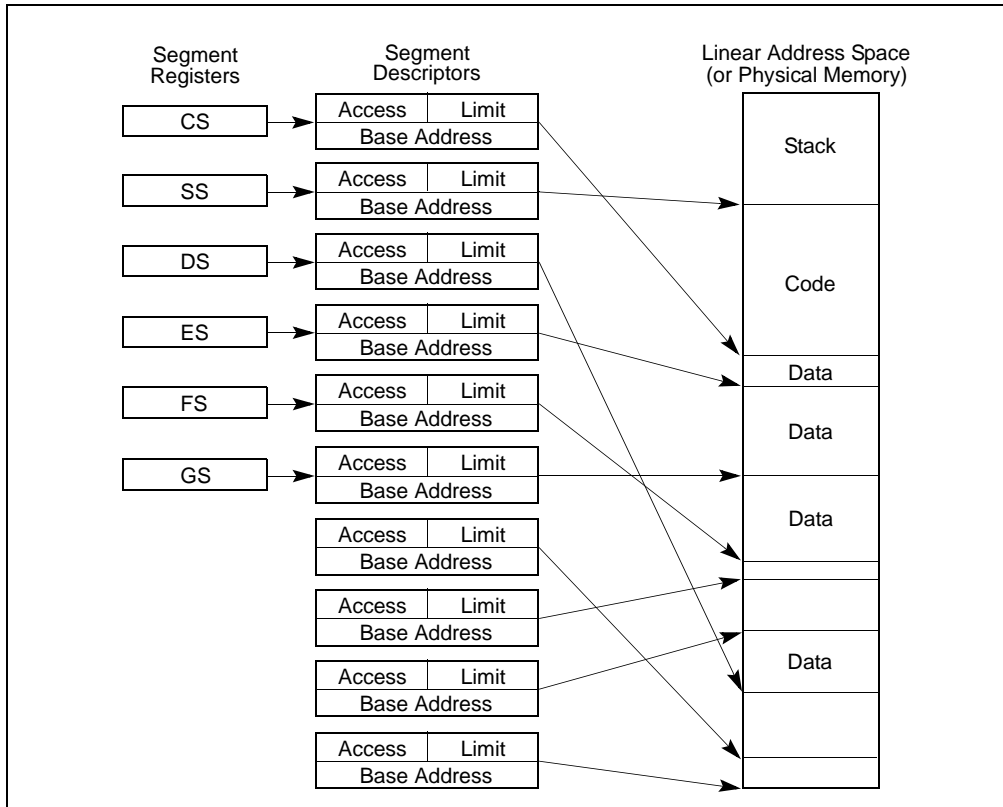 Segment
Registers
Segment
Descriptors
Linear Address Space
(or Physical Memory)
CS
Access Limit
Base Address
Stack
SS
Access Limit
Base Address
DS
Access Limit
Base Address
Code
ES
Access Limit
Base Address
Data
FS
Access Limit
Base Address
Data
GS
Access Limit
Base Address
Data
Access Limit
Base Address
Access Limit
Base Address
Access Limit
Base Address
Data
Access Limit
Base Address